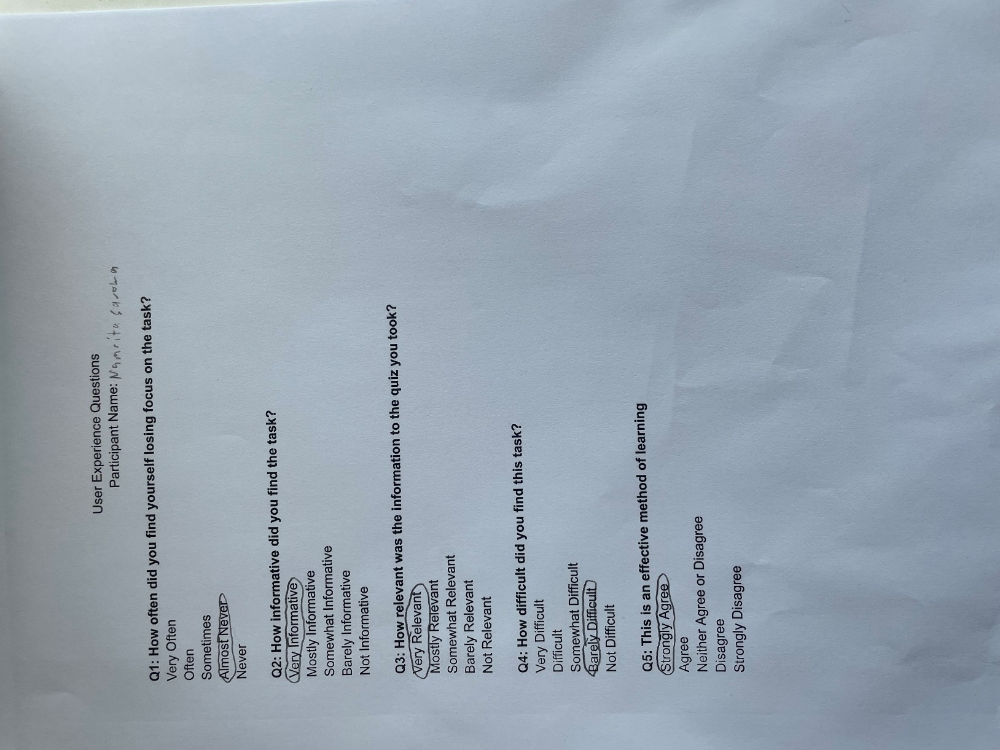 User Experience Questions
Participant Name: Namrita
Q1: How often did you find yourself losing focus on the task?
Very Often
Often
Sometimes
Almost Never
Never
Q2: How informative did you find the task?
Very Informative
Mostly Informative
Somewhat Informative
Barely Informative
Not Informative
Q3: How relevant was the information to the quiz you took?
Very Relevant
Mostly Relevant
Somewhat Relevant
Barely Relevant
Not Relevant
Q4: How difficult did you find this task?
Very Difficult
Difficult
Somewhat Difficult
Barely Difficult
Not Difficult
Q5: This is an effective method of learning
Strongly Agree
Agree
Neither Agree or Disagree
Disagree
Strongly Disagree